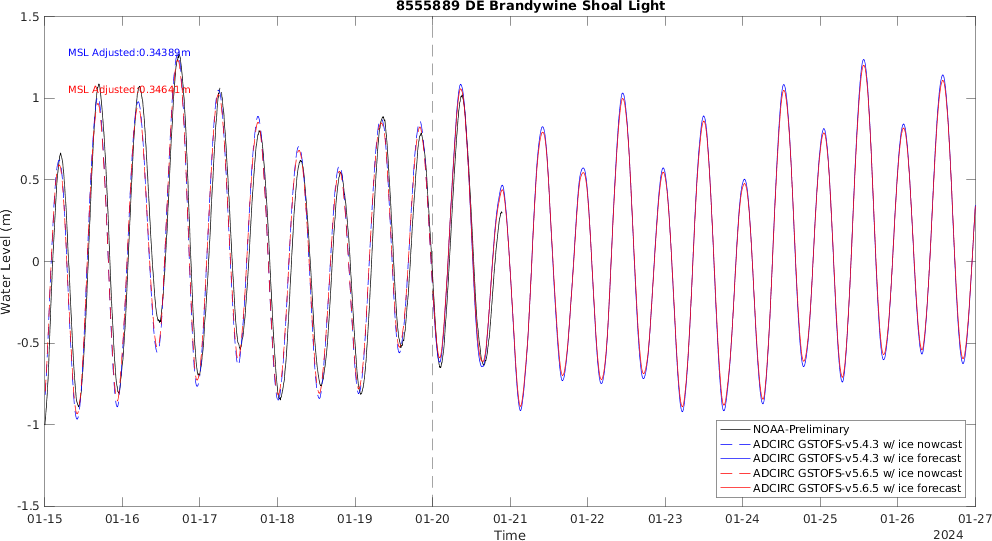 8555889 DE Brandywine Shoal Light
1.5
1
0.5
0
-0.5
-1
-1.5
Water Level (m)
MSL Adjusted:0.34389m
MSL Adjusted:0.34641m
NOAA-Preliminary
ADCIRC GSTOFS-v5.4.3 w/ ice nowcast
ADCIRC GSTOFS-v5.4.3 w/ ice forecast
ADCIRC GSTOFS-v5.6.5 w/ ice nowcast
ADCIRC GSTOFS-v5.6.5 w/ ice forecast
01-15 01-16 01-17 01-18 01-19 01-20 01-21 01-22 01-23 01-24 01-25 01-26 01-27
Time
2024